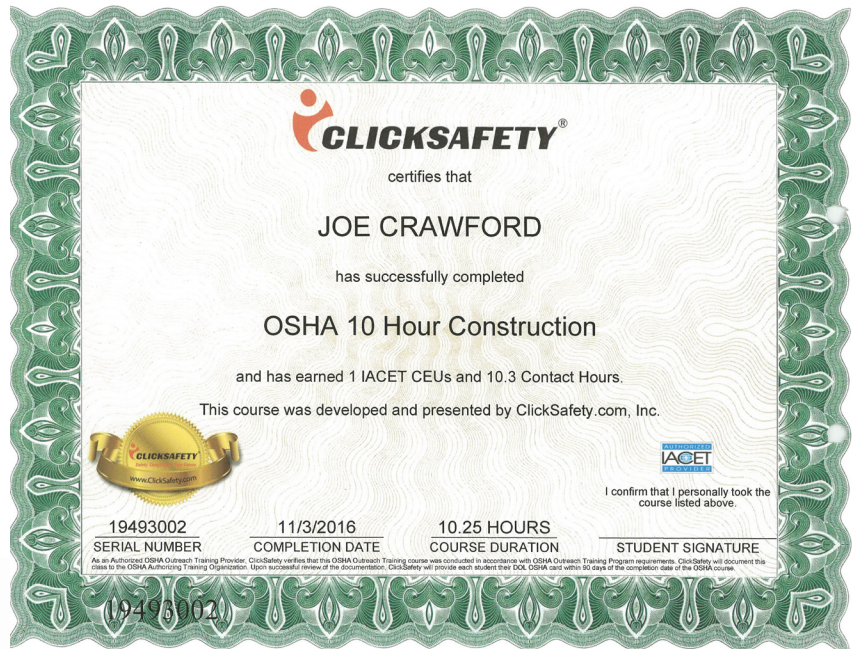 CLICKSAFETY®
certifies that
JOE CRAWFORD
has successfully completed
OSHA 10 Hour Construction
and has earned 1 IACET CEUs and 10.3 Contact Hours.
This course was developed and presented by ClickSafety.com, Inc.
CLICKSAFETY
www.ClickSafety.com
AUTHORIZED
IACET
PROVIDER
I confirm that I personally took the
course listed above.
19493002
SERIAL NUMBER
11/3/2016
COMPLETION DATE
10.25 HOURS
COURSE DURATION
STUDENT SIGNATURE
As an Authorized OSHA Outreach Training Provider, ClickSafety verifies that this OSHA Outreach Training course was conducted in accordance with OSHA Outreach Training Program requirements. ClickSafety will document this
class to the OSHA Authorizing Training Organization. Upon successful review of the documentation, ClickSafety will provide each student their DOL OSHA card within 90 days of the completion date of the OSHA course.
19493002